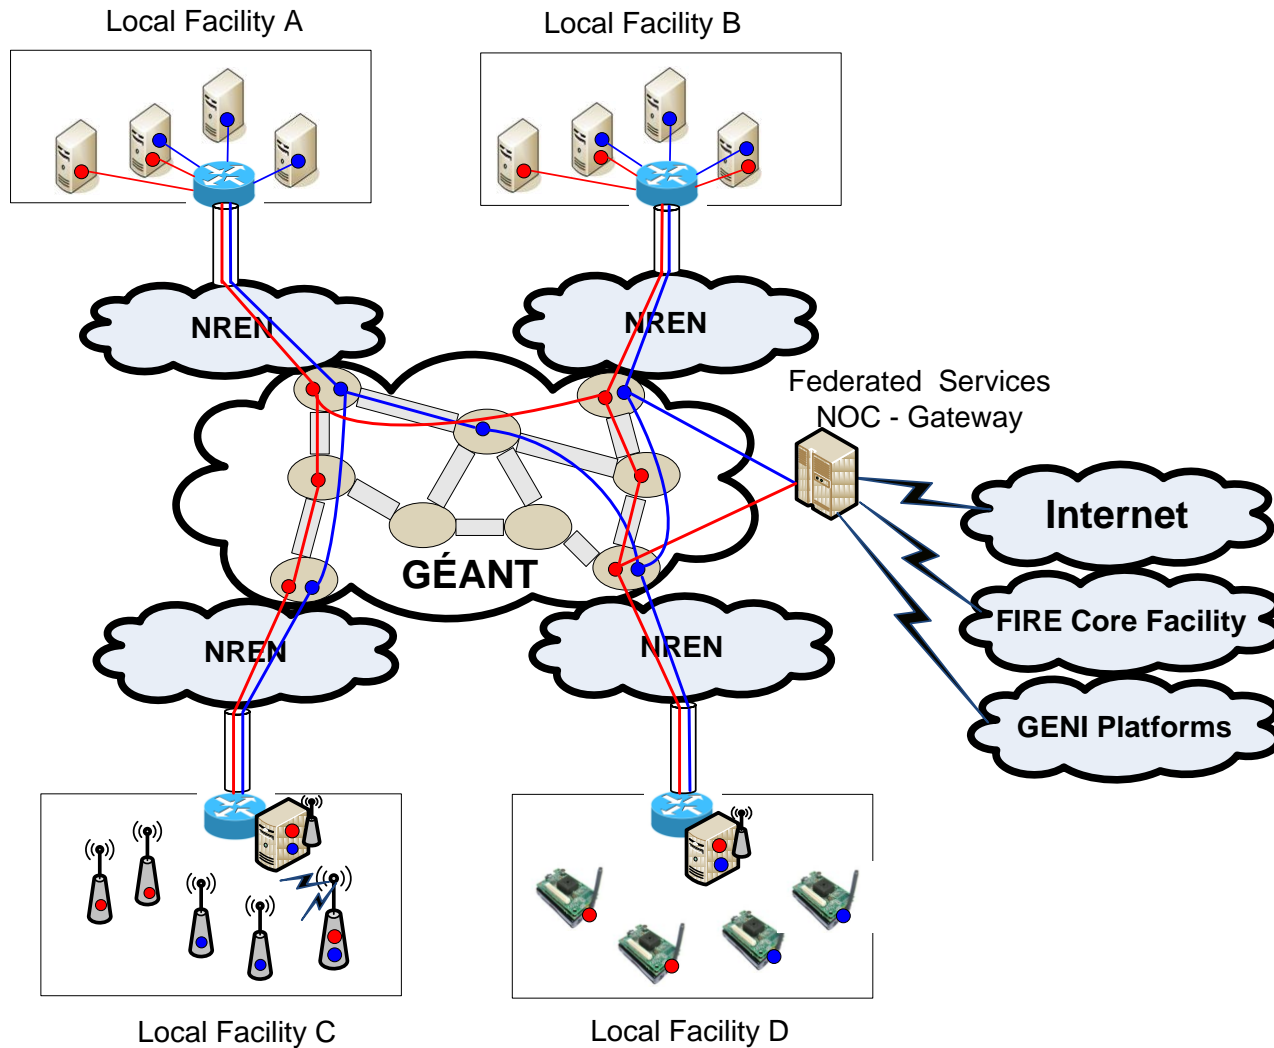 Local Facility A
Local Facility B
NREN
NREN
Federated Services
NOC - Gateway
Internet
GÉANT
FIRE Core Facility
NREN
NREN
GENI Platforms
Local Facility C
Local Facility D